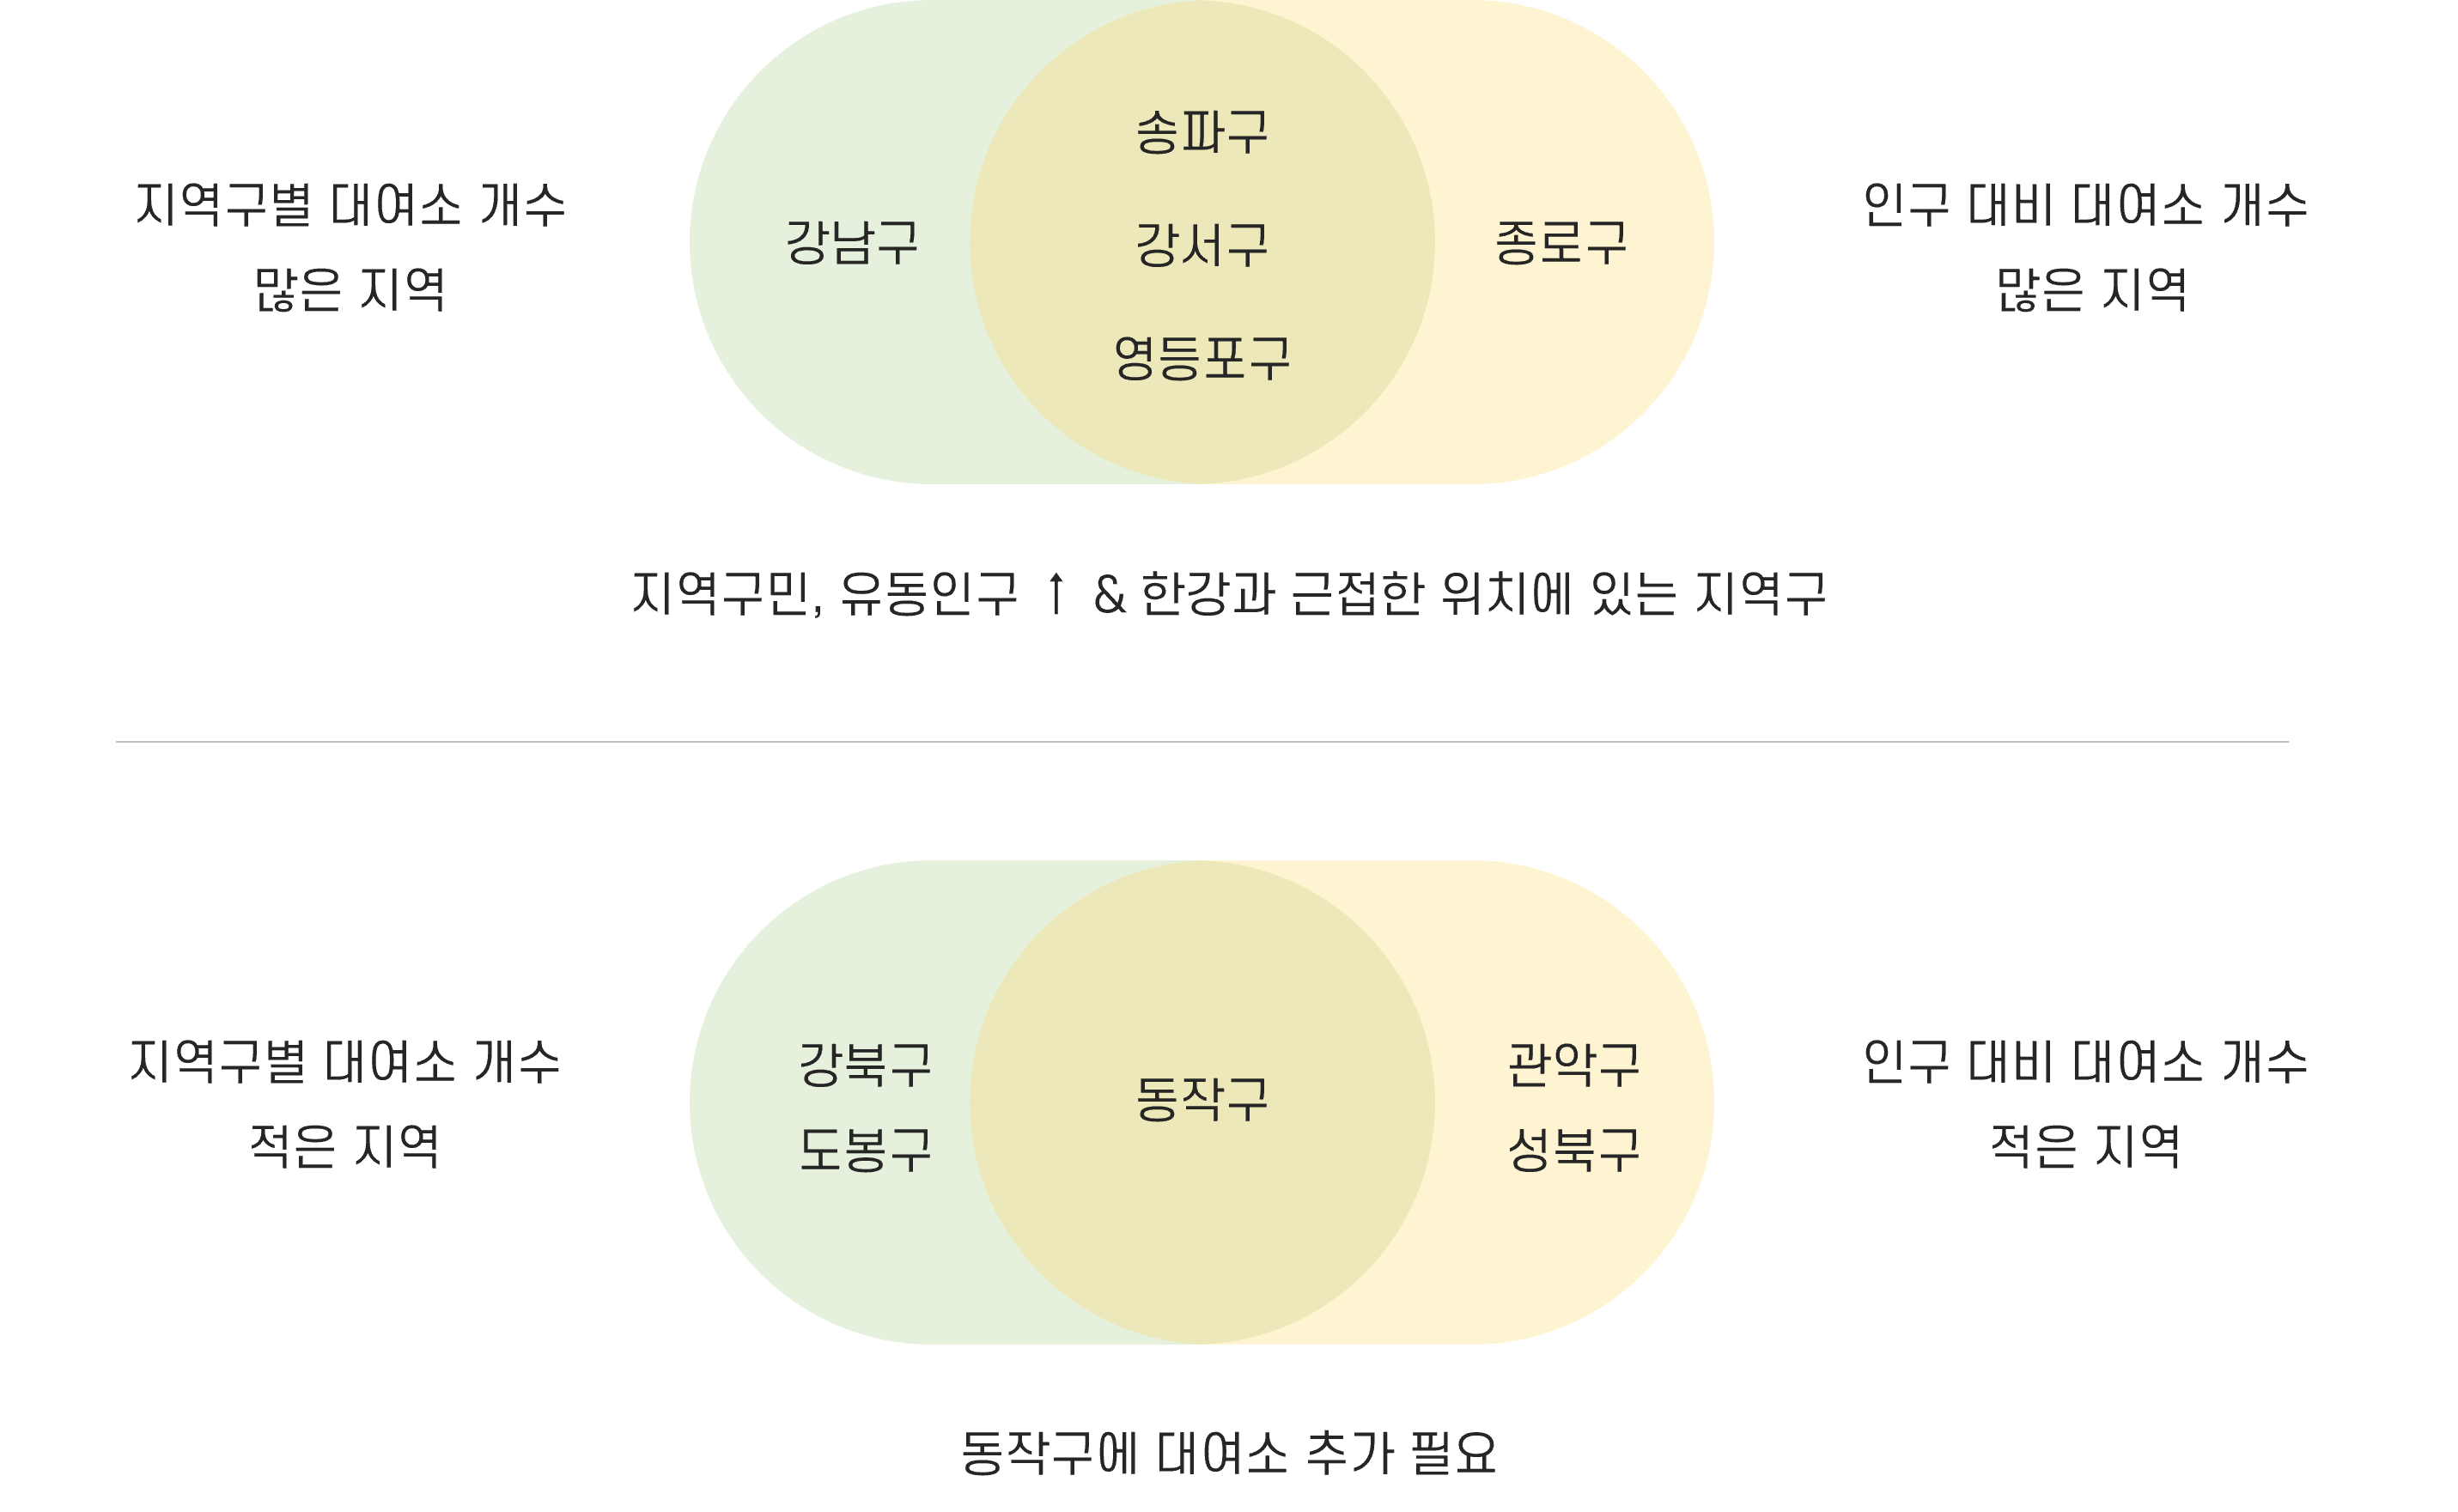 지역구별 대여소 개수
많은 지역
강남구
송파구
강서구
영등포구
종로구
인구 대비 대여소 개수
많은 지역
지역구민, 유동인구 ↑ & 한강과 근접한 위치에 있는 지역구
지역구별 대여소 개수
적은 지역
강북구
도봉구
동작구
관악구
성북구
인구 대비 대여소 개수
적은 지역
동작구에 대여소 추가 필요